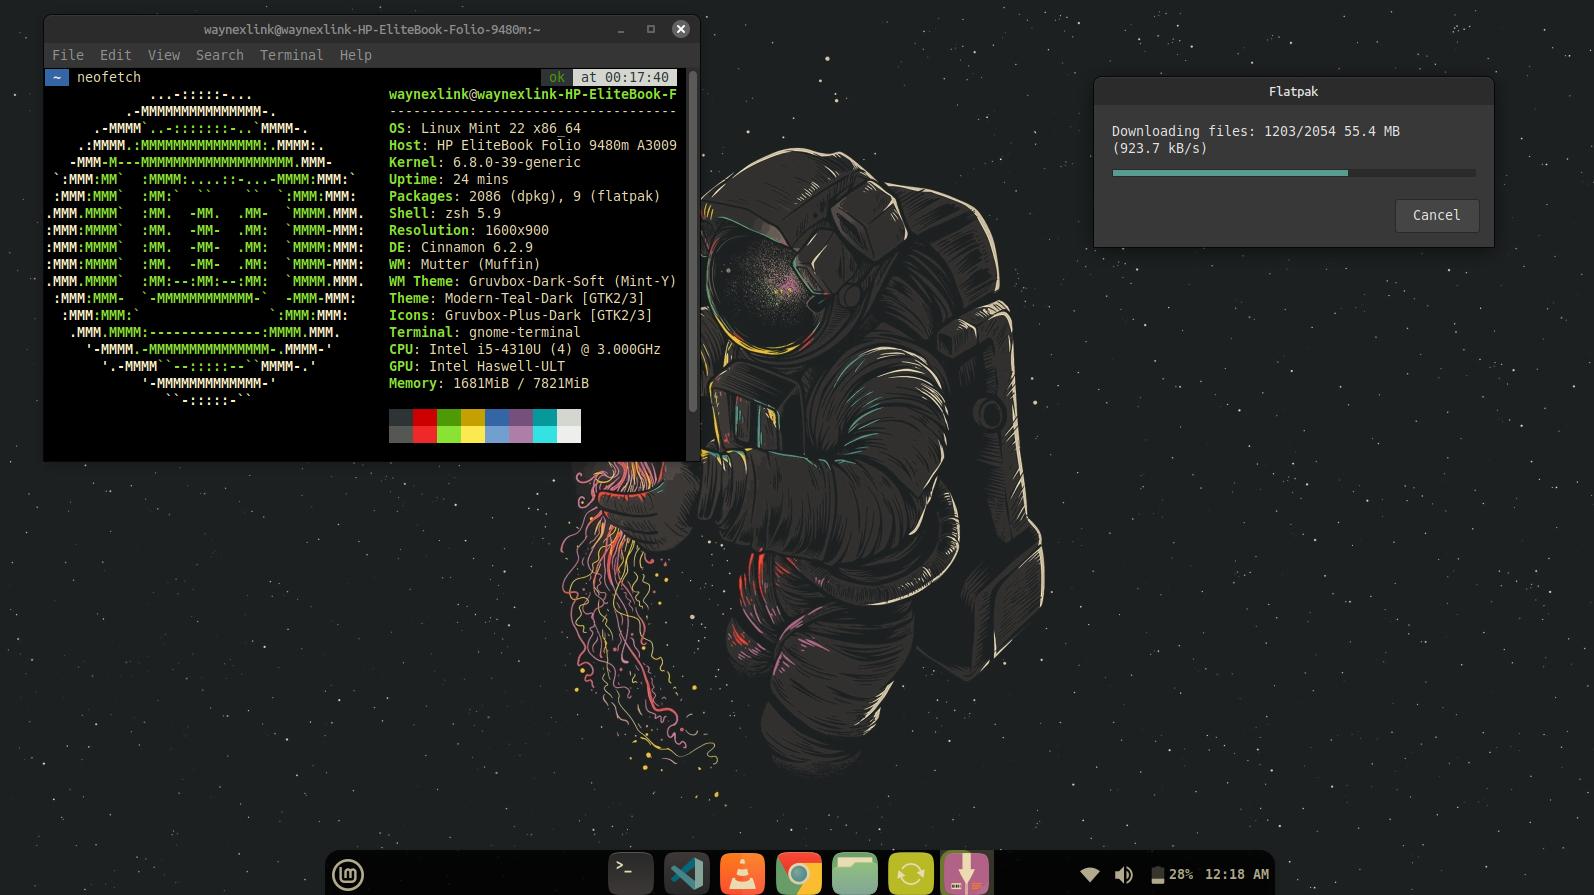 waynexlink@waynexlink-HP-EliteBook-Folio-9480m:~
File Edit View Search Terminal Help
~ neofetch ok at 00:17:40
...-:::::-...
.-MMMMMMMMMMMMMMM-.
.-MMMM`..-:::::::-..`MMMM-.
.:MMMM.:MMMMMMMMMMMMMMM:.MMMM:.
-MMM-M---MMMMMMMMMMMMMMMMMMM.MMM-
`:MMM:MM`  :MMMM:....::-...-MMMM:MMM:`
:MMM:MMM`  :MM:`  ``    ``  `:MMM:MMM:
.MMM.MMMM`  :MM.  -MM.  .MM-  `MMMM.MMM.
:MMM:MMMM`  :MM.  -MM-  .MM:  `MMMM-MMM:
:MMM:MMMM`  :MM.  -MM-  .MM:  `MMMM:MMM:
:MMM:MMMM`  :MM.  -MM-  .MM:  `MMMM-MMM:
.MMM.MMMM`  :MM:--:MM:--:MM:  `MMMM.MMM.
:MMM:MMM-  `-MMMMMMMMMMMM-`  -MMM-MMM:
:MMM:MMM:`                `:MMM:MMM:
.MMM.MMMM:--------------:MMMM.MMM.
'-MMMM.-MMMMMMMMMMMMMMM-.MMMM-'
'.-MMMM``--:::::--``MMMM-.'
'-MMMMMMMMMMMMM-'
``-:::::-``
waynexlink@waynexlink-HP-EliteBook-F
------------------------------------
OS: Linux Mint 22 x86_64
Host: HP EliteBook Folio 9480m A3009
Kernel: 6.8.0-39-generic
Uptime: 24 mins
Packages: 2086 (dpkg), 9 (flatpak)
Shell: zsh 5.9
Resolution: 1600x900
DE: Cinnamon 6.2.9
WM: Mutter (Muffin)
WM Theme: Gruvbox-Dark-Soft (Mint-Y)
Theme: Modern-Teal-Dark [GTK2/3]
Icons: Gruvbox-Plus-Dark [GTK2/3]
Terminal: gnome-terminal
CPU: Intel i5-4310U (4) @ 3.000GHz
GPU: Intel Haswell-ULT
Memory: 1681MiB / 7821MiB
Flatpak
Downloading files: 1203/2054 55.4 MB
(923.7 kB/s)
Cancel
>_
28% 12:18 AM